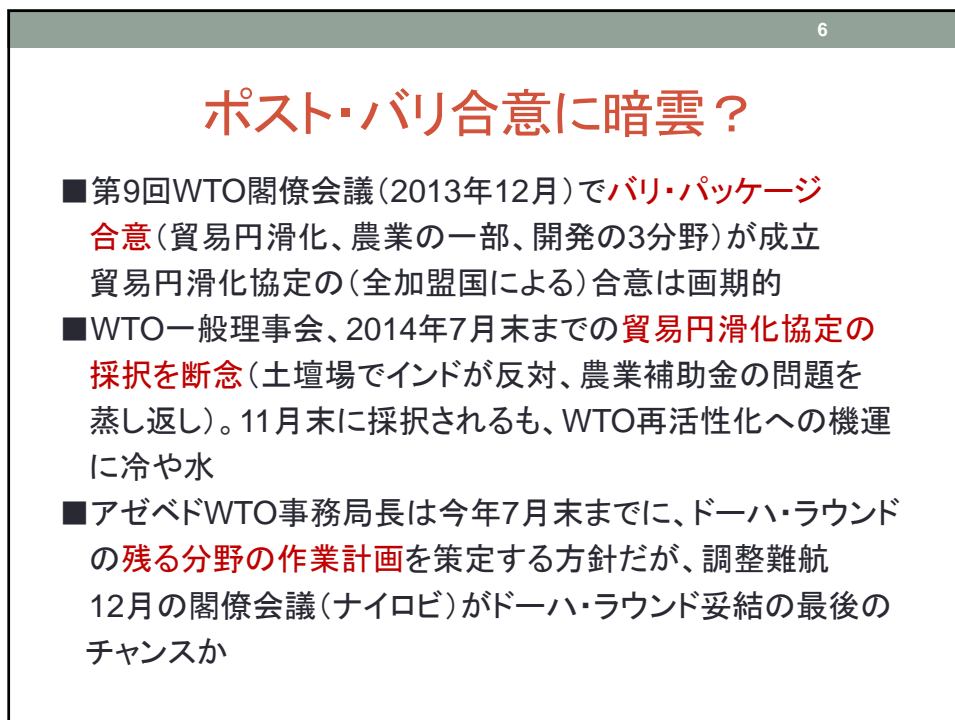 6
ポスト・バリ合意に暗雲？
■第9回WTO閣僚会議（2013年12月）でバリ・パッケージ
合意（貿易円滑化、農業の一部、開発の3分野）が成立
貿易円滑化協定の（全加盟国による）合意は画期的
■WTO一般理事会、2014年7月末までの貿易円滑化協定の
採択を断念（土壇場でインドが反対、農業補助金の問題を
蒸し返し）。11月末に採択されるも、WTO再活性化への機運
に冷や水
■アゼベドWTO事務局長は今年7月末までに、ドーハ・ラウンド
の残る分野の作業計画を策定する方針だが、調整難航
12月の閣僚会議（ナイロビ）がドーハ・ラウンド妥結の最後の
チャンスか